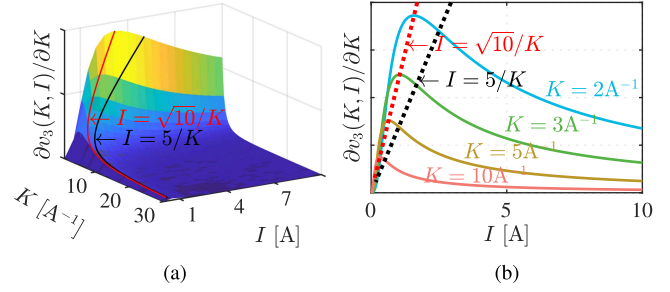 ∂v₃(K, I)/∂K
I = √10/K
I = 5/K
10
20
30
K [A⁻¹]
1
4
7
I [A]
(a)
∂v₃(K, I)/∂K
I = √10/K
I = 5/K
K = 2A⁻¹
K = 3A⁻¹
K = 5A⁻¹
K = 10A⁻¹
0
5
10
I [A]
(b)